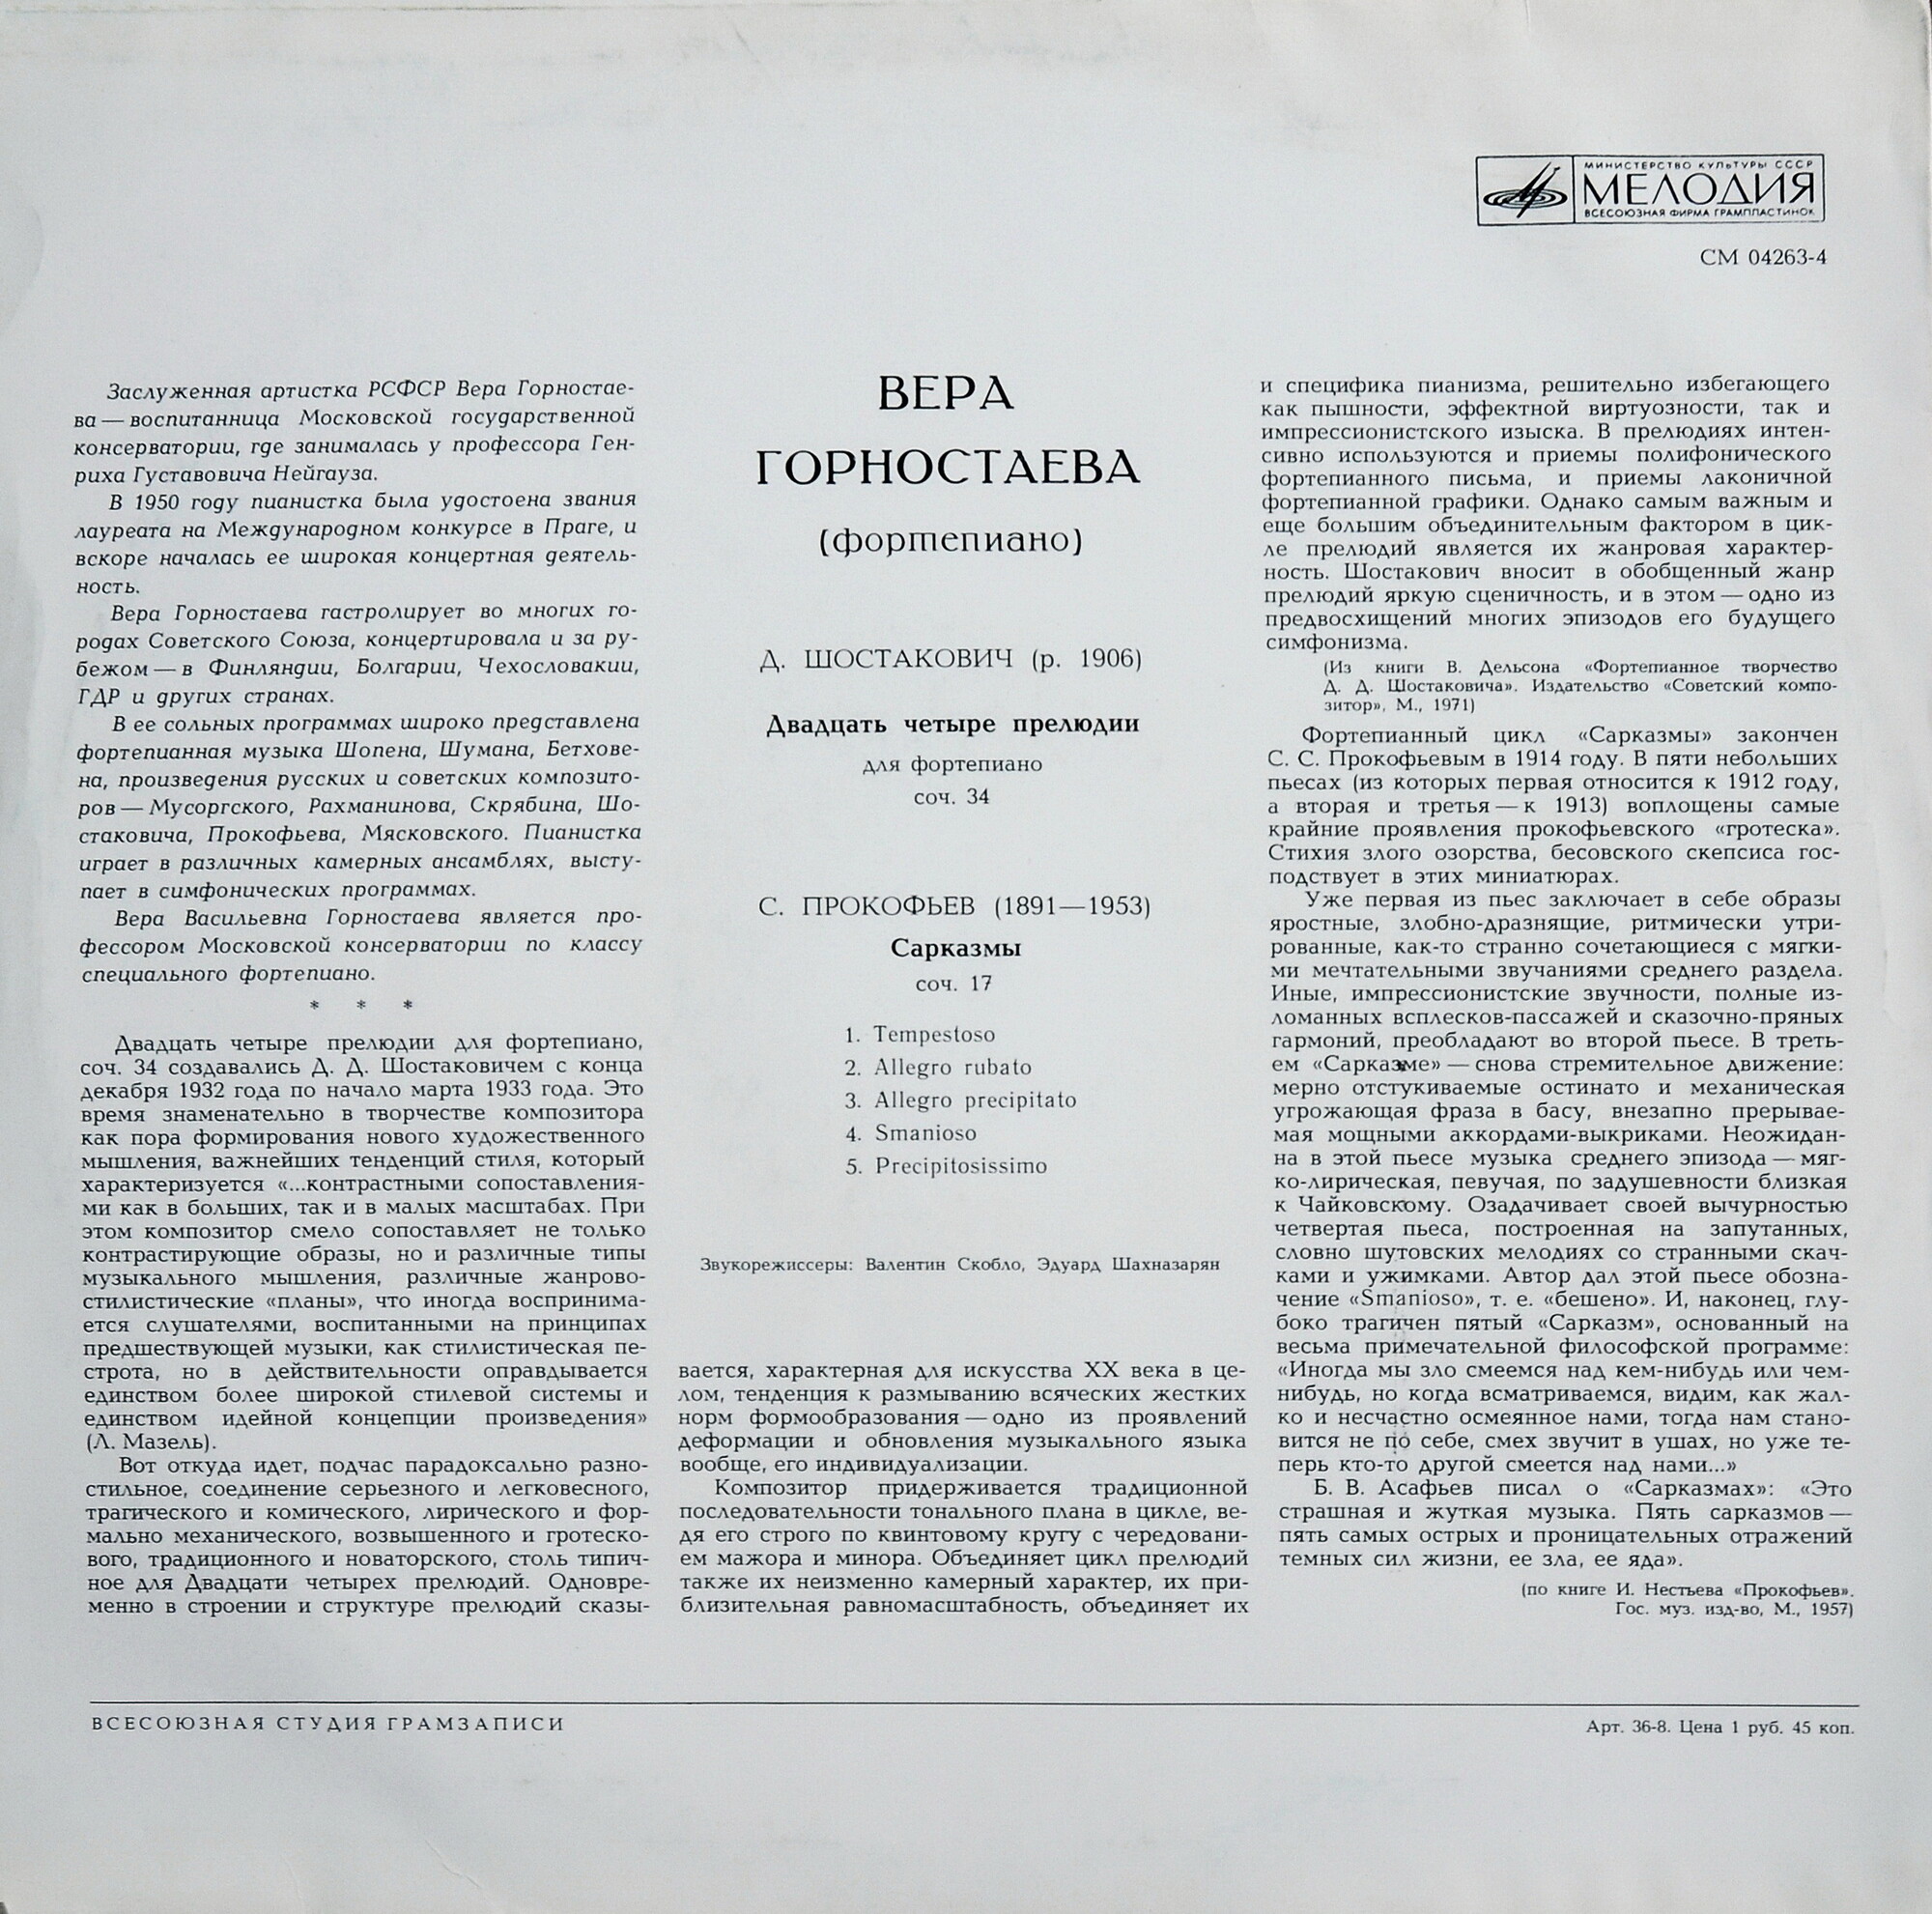 МИНИСТЕРСТВО КУЛЬТУРЫ СССР
МЕЛОДИЯ
ВСЕСОЮЗНАЯ ФИРМА ГРАМПЛАСТИНОК
СМ 04263-4
Заслуженная артистка РСФСР Вера Горностае-
ва — воспитанница Московской государственной
консерватории, где занималась у профессора Ген-
риха Густавовича Нейгауза.
В 1950 году пианистка была удостоена звания
лауреата на Международном конкурсе в Праге, и
вскоре началась ее широкая концертная деятель-
ность.
Вера Горностаева гастролирует во многих го-
родах Советского Союза, концертировала и за ру-
бежом — в Финляндии, Болгарии, Чехословакии,
ГДР и других странах.
В ее сольных программах широко представлена
фортепианная музыка Шопена, Шумана, Бетхове-
на, произведения русских и советских композито-
ров — Мусоргского, Рахманинова, Скрябина, Шо-
стаковича, Прокофьева, Мясковского. Пианистка
играет в различных камерных ансамблях, высту-
пает в симфонических программах.
Вера Васильевна Горностаева является про-
фессором Московской консерватории по классу
специального фортепиано.
* * *
Двадцать четыре прелюдии для фортепиано,
соч. 34 создавались Д. Д. Шостаковичем с конца
декабря 1932 года по начало марта 1933 года. Это
время знаменательно в творчестве композитора
как пора формирования нового художественного
мышления, важнейших тенденций стиля, который
характеризуется «...контрастными сопоставления-
ми как в больших, так и в малых масштабах. При
этом композитор смело сопоставляет не только
контрастирующие образы, но и различные типы
музыкального мышления, различные жанрово-
стилистические «планы», что иногда воспринима-
ется слушателями, воспитанными на принципах
предшествующей музыки, как стилистическая пе-
строта, но в действительности оправдывается
единством более широкой стилевой системы и
единством идейной концепции произведения»
(Л. Мазель).
Вот откуда идет, подчас парадоксально разно-
стильное, соединение серьезного и легковесного,
трагического и комического, лирического и фор-
мально механического, возвышенного и гротеско-
вого, традиционного и новаторского, столь типич-
ное для Двадцати четырех прелюдий. Одновре-
менно в строении и структуре прелюдий сказы-
ВЕРА
ГОРНОСТАЕВА
(фортепиано)
Д. ШОСТАКОВИЧ (р. 1906)
Двадцать четыре прелюдии
для фортепиано
соч. 34
С. ПРОКОФЬЕВ (1891—1953)
Сарказмы
соч. 17
1. Tempestoso
2. Allegro rubato
3. Allegro precipitato
4. Smanioso
5. Precipitosissimo
Звукорежиссеры: Валентин Скобло, Эдуард Шахназарян
вается, характерная для искусства XX века в це-
лом, тенденция к размыванию всяческих жестких
норм формообразования — одно из проявлений
деформации и обновления музыкального языка
вообще, его индивидуализации.
Композитор придерживается традиционной
последовательности тонального плана в цикле, ве-
дя его строго по квинтовому кругу с чередовани-
ем мажора и минора. Объединяет цикл прелюдий
также их неизменно камерный характер, их при-
близительная равномасштабность, объединяет их
и специфика пианизма, решительно избегающего
как пышности, эффектной виртуозности, так и
импрессионистского изыска. В прелюдиях интен-
сивно используются и приемы полифонического
фортепианного письма, и приемы лаконичной
фортепианной графики. Однако самым важным и
еще большим объединительным фактором в цик-
ле прелюдий является их жанровая характер-
ность. Шостакович вносит в обобщенный жанр
прелюдий яркую сценичность, и в этом — одно из
предвосхищений многих эпизодов его будущего
симфонизма.
(Из книги В. Дельсона «Фортепианное творчество
Д. Д. Шостаковича». Издательство «Советский компо-
зитор», М., 1971)
Фортепианный цикл «Сарказмы» закончен
С. С. Прокофьевым в 1914 году. В пяти небольших
пьесах (из которых первая относится к 1912 году,
а вторая и третья — к 1913) воплощены самые
крайние проявления прокофьевского «гротеска».
Стихия злого озорства, бесовского скепсиса гос-
подствует в этих миниатюрах.
Уже первая из пьес заключает в себе образы
яростные, злобно-дразнящие, ритмически утри-
рованные, как-то странно сочетающиеся с мягки-
ми мечтательными звучаниями среднего раздела.
Иные, импрессионистские звучности, полные из-
ломанных всплесков-пассажей и сказочно-пряных
гармоний, преобладают во второй пьесе. В треть-
ем «Сарказме» — снова стремительное движение:
мерно отстукиваемые остинато и механическая
угрожающая фраза в басу, внезапно прерывае-
мая мощными аккордами-выкриками. Неожидан-
на в этой пьесе музыка среднего эпизода — мяг-
ко-лирическая, певучая, по задушевности близкая
к Чайковскому. Озадачивает своей вычурностью
четвертая пьеса, построенная на запутанных,
словно шутовских мелодиях со странными скач-
ками и ужимками. Автор дал этой пьесе обозна-
чение «Smanioso», т. е. «бешено». И, наконец, глу-
боко трагичен пятый «Сарказм», основанный на
весьма примечательной философской программе:
«Иногда мы зло смеемся над кем-нибудь или чем-
нибудь, но когда всматриваемся, видим, как жал-
ко и несчастно осмеянное нами, тогда нам стано-
вится не по себе, смех звучит в ушах, но уже те-
перь кто-то другой смеется над нами...»
Б. В. Асафьев писал о «Сарказмах»: «Это
страшная и жуткая музыка. Пять сарказмов —
пять самых острых и проницательных отражений
темных сил жизни, ее зла, ее яда».
(по книге И. Нестьева «Прокофьев».
Гос. муз. изд-во, М., 1957)
ВСЕСОЮЗНАЯ СТУДИЯ ГРАМЗАПИСИ
Арт. 36-8. Цена 1 руб. 45 коп.